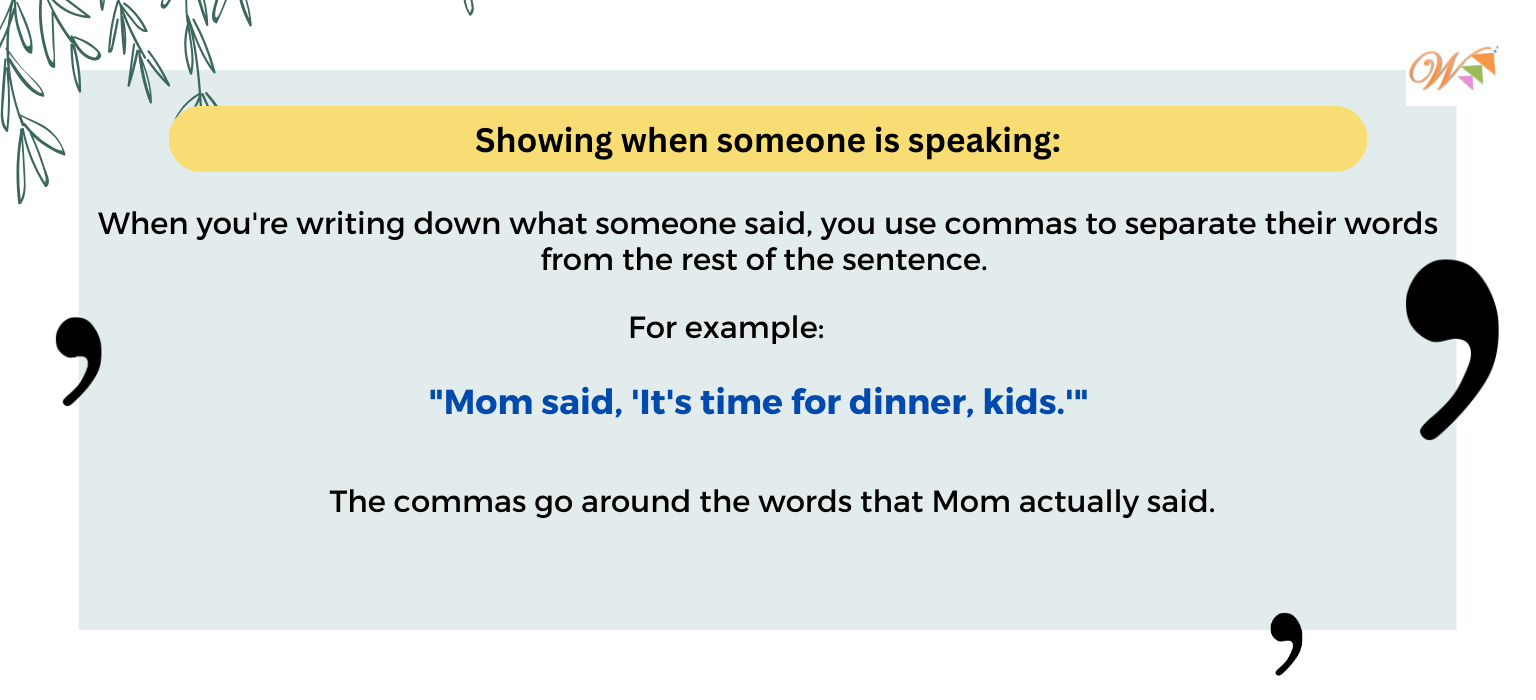 W
Showing when someone is speaking:
When you're writing down what someone said, you use commas to separate their words
from the rest of the sentence.
For example:
"Mom said, 'It's time for dinner, kids.'"
The commas go around the words that Mom actually said.